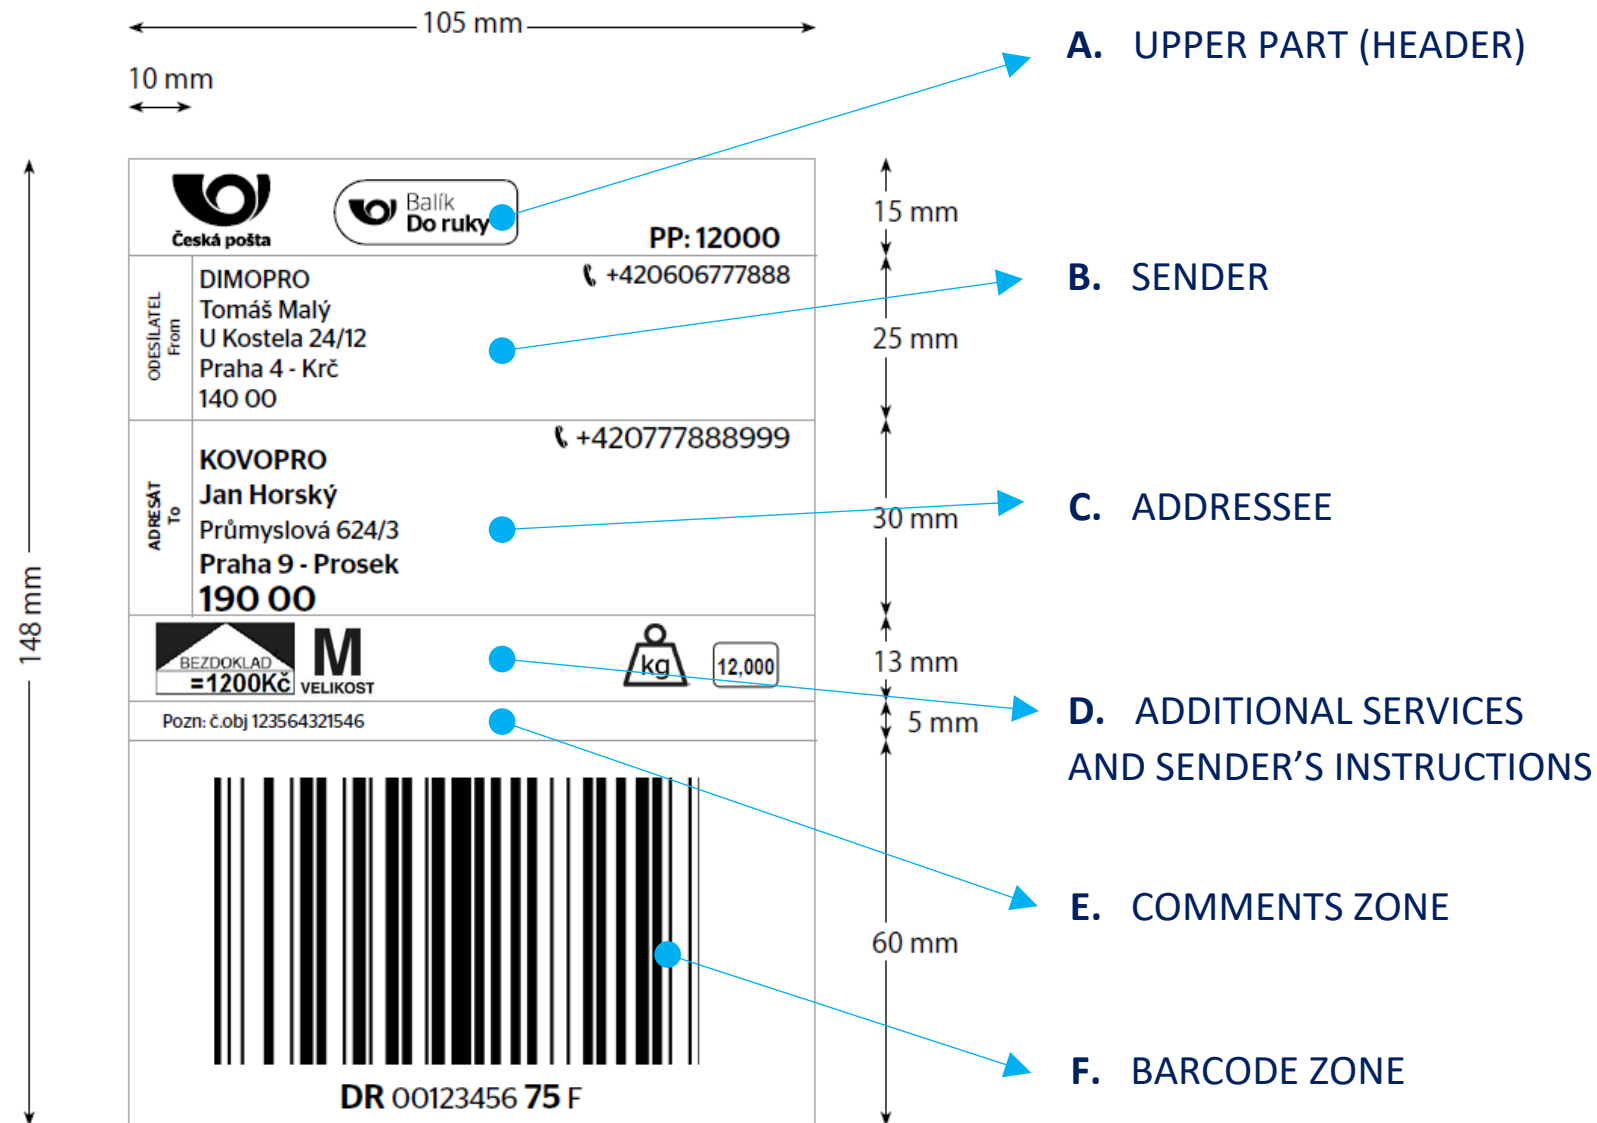 105 mm
A. UPPER PART (HEADER)
10 mm
Česká pošta
Balík
Do ruky
PP: 12000
15 mm
ODESÍLATEL
From
DIMOPRO
Tomáš Malý
U Kostela 24/12
Praha 4 - Krč
140 00
+420606777888
25 mm
B. SENDER
ADRESÁT
To
KOVOPRO
Jan Horský
Průmyslová 624/3
Praha 9 - Prosek
190 00
+420777888999
30 mm
C. ADDRESSEE
148 mm
BEZDOKLAD
=1200Kč
M
VELIKOST
kg
12,000
13 mm
D. ADDITIONAL SERVICES
AND SENDER’S INSTRUCTIONS
Pozn: č.obj 123564321546
5 mm
E. COMMENTS ZONE
60 mm
F. BARCODE ZONE
DR 00123456 75 F